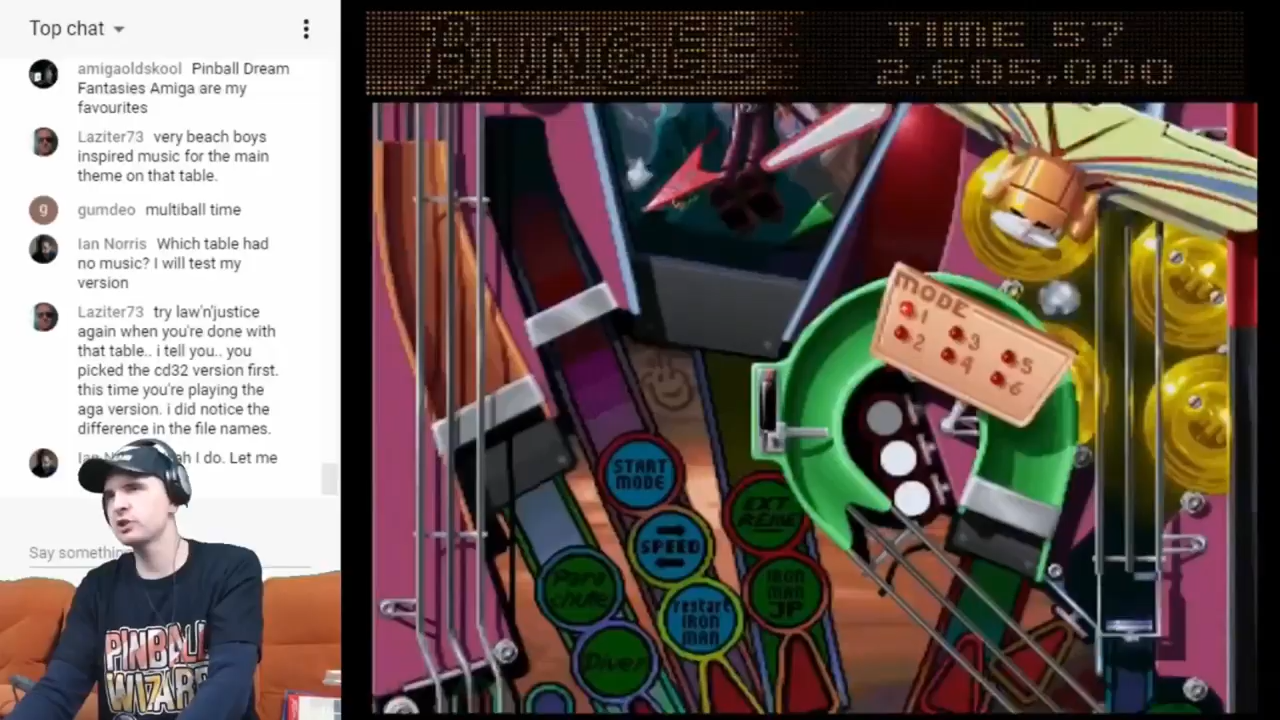 Top chat
amigaoldskool Pinball Dream
Fantasies Amiga are my
favourites
Laziter73 very beach boys
inspired music for the main
theme on that table.
gumdeo multiball time
g
Ian Norris Which table had
no music? I will test my
version
Laziter73 try law'n'justice
again when you're done with
that table.. i tell you.. you
picked the cd32 version first.
this time you're playing the
aga version. i did notice the
difference in the file names.
I do. Let me
Say something
PINBALL
WIZARD
BUNGEE
TIME 57
2,605,000
MODE
1
2
3
4
5
6
START
MODE
SPEED
restart
IRON
MAN
EXT
REME
IRON
MAN
JP
Para
chute
Diver